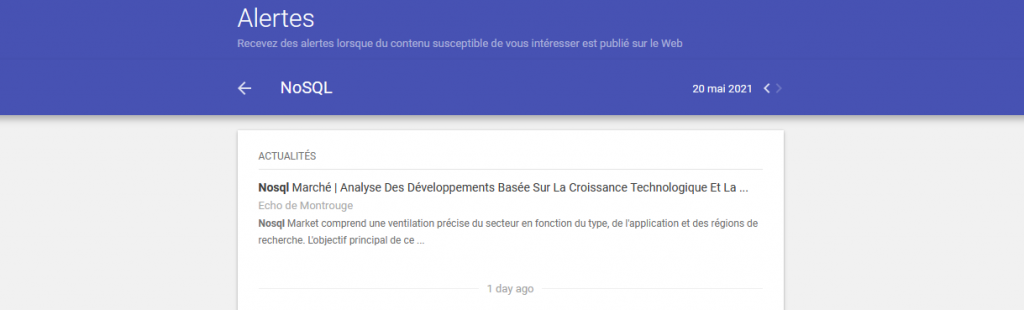 Alertes
Recevez des alertes lorsque du contenu susceptible de vous intéresser est publié sur le Web
NoSQL
20 mai 2021
ACTUALITÉS
Nosql Marché | Analyse Des Développements Basée Sur La Croissance Technologique Et La ...
Echo de Montrouge
Nosql Market comprend une ventilation précise du secteur en fonction du type, de l'application et des régions de
recherche. L'objectif principal de ce ...
1 day ago